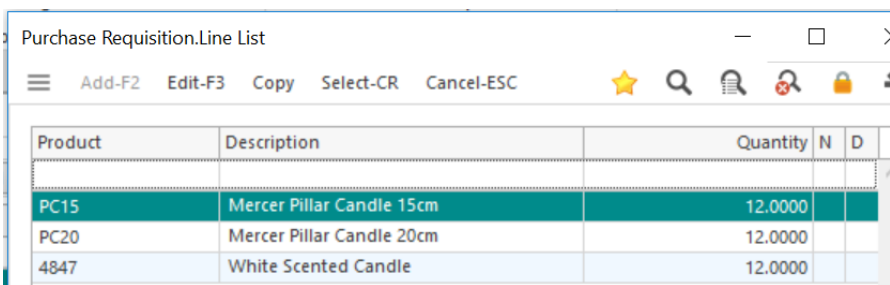 Purchase Requisition.Line List
Add-F2 Edit-F3 Copy Select-CR Cancel-ESC
Product Description Quantity N D
PC15 Mercer Pillar Candle 15cm 12.0000
PC20 Mercer Pillar Candle 20cm 12.0000
4847 White Scented Candle 12.0000